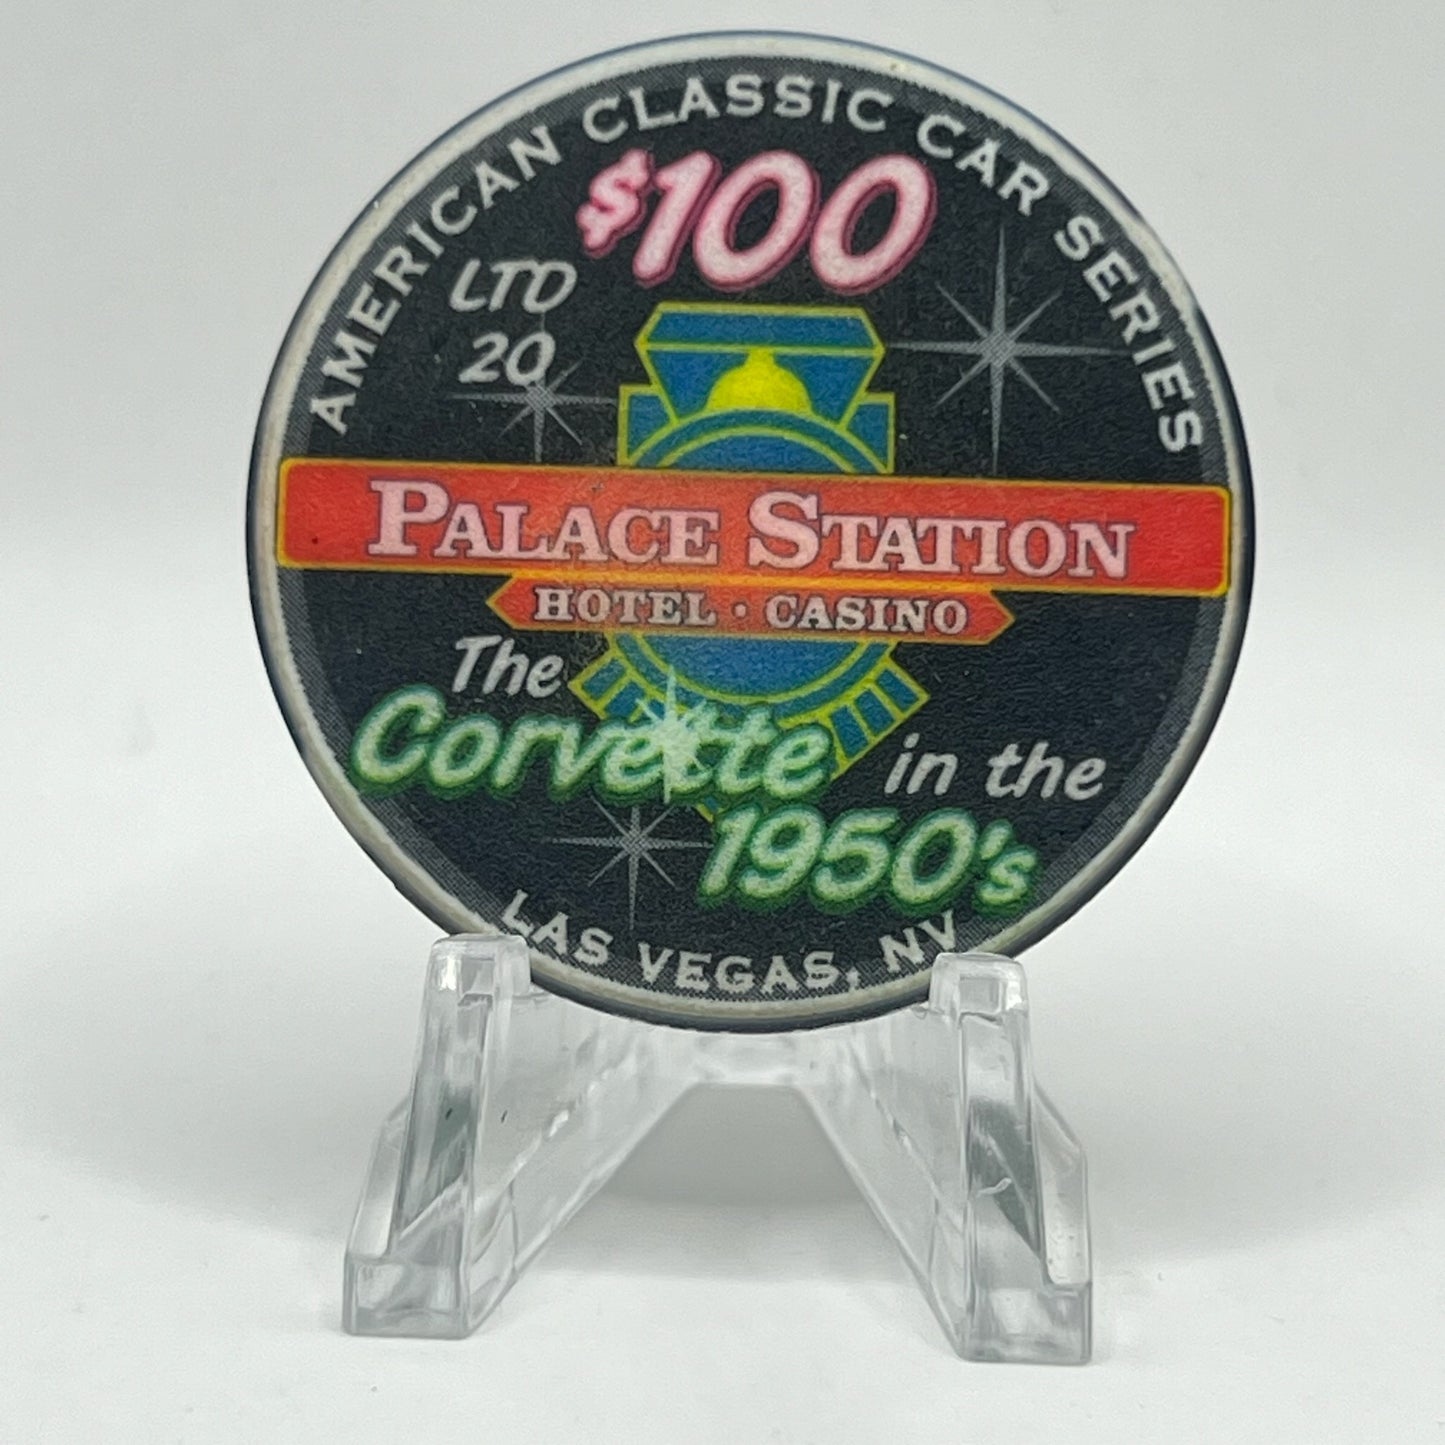 AMERICAN CLASSIC CAR SERIES
$100
LTD
20
PALACE STATION
HOTEL • CASINO
The
Corvette
in the
1950's
LAS VEGAS, NV